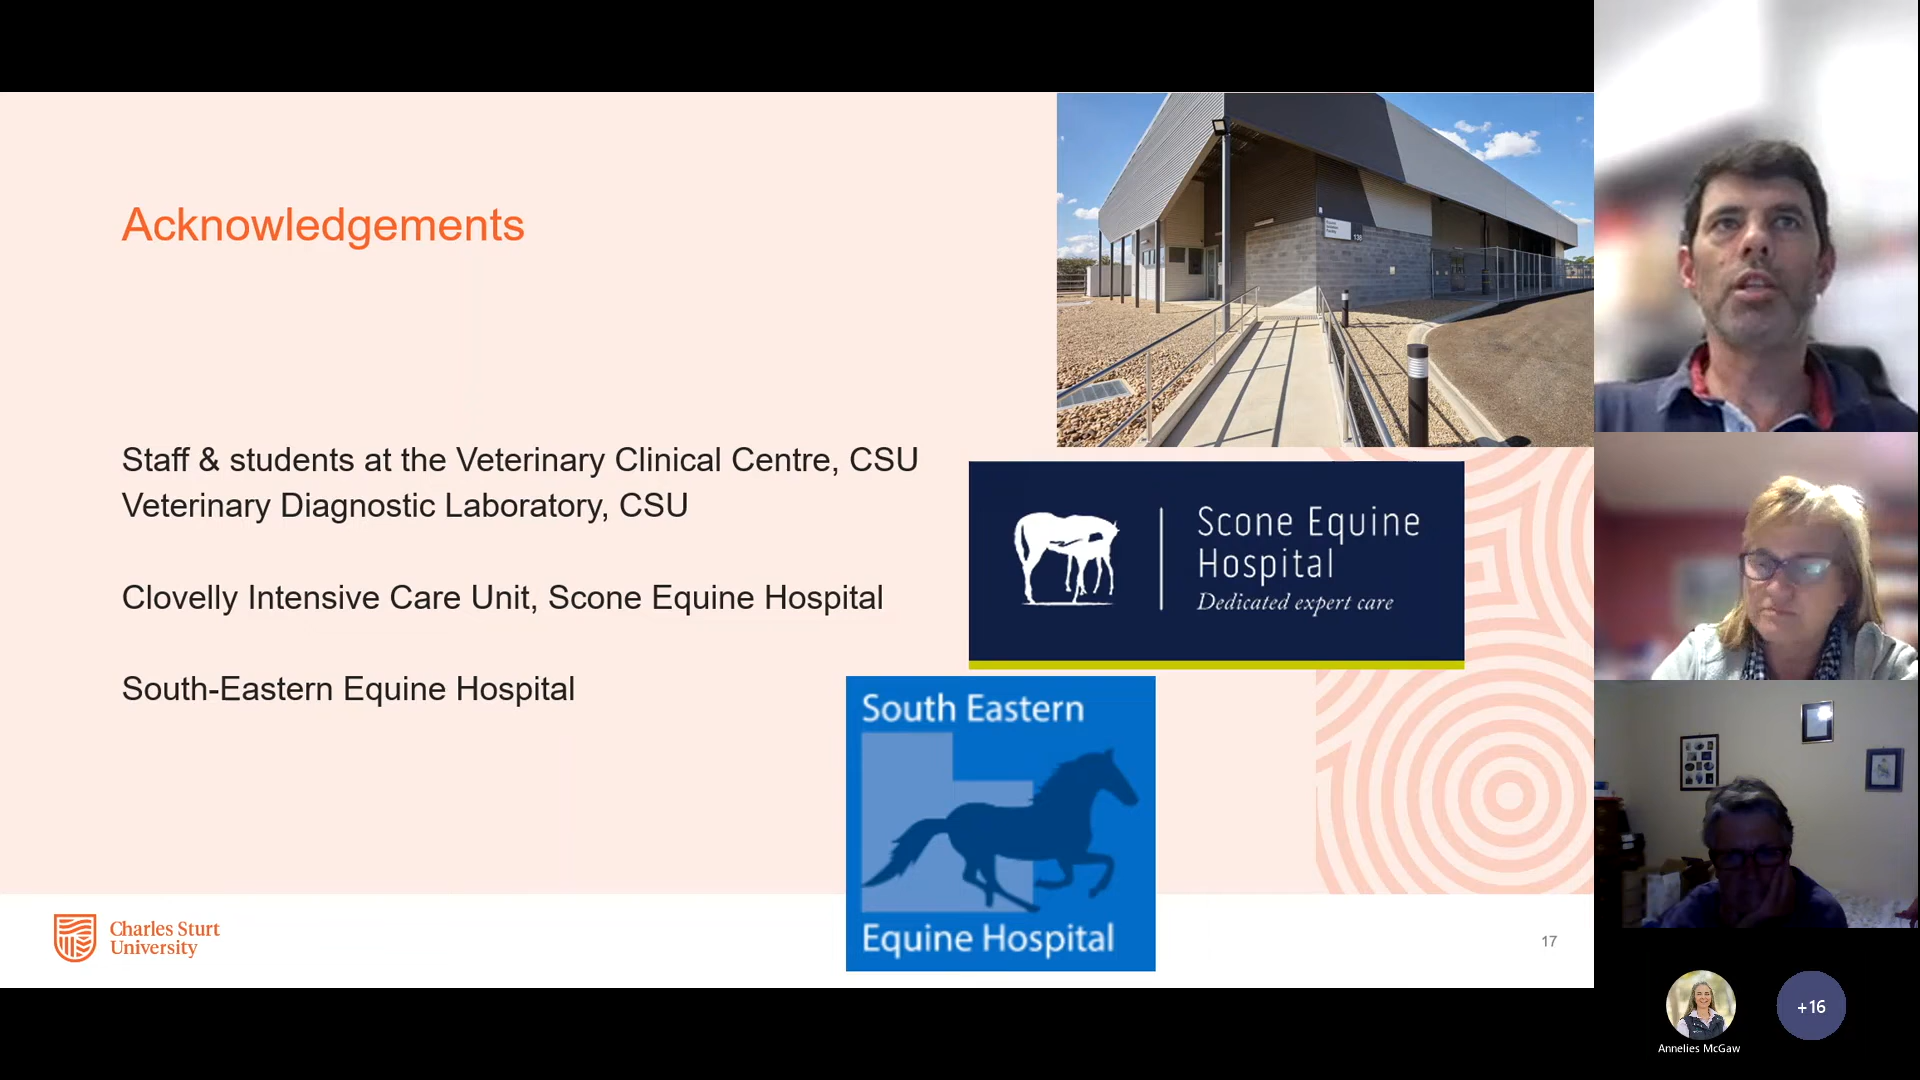 Acknowledgements
Staff & students at the Veterinary Clinical Centre, CSU
Veterinary Diagnostic Laboratory, CSU
Clovelly Intensive Care Unit, Scone Equine Hospital
South-Eastern Equine Hospital
138
Scone Equine
Hospital
Dedicated expert care
South Eastern
Equine Hospital
Charles Sturt
University
17
+16
Annelies McGaw